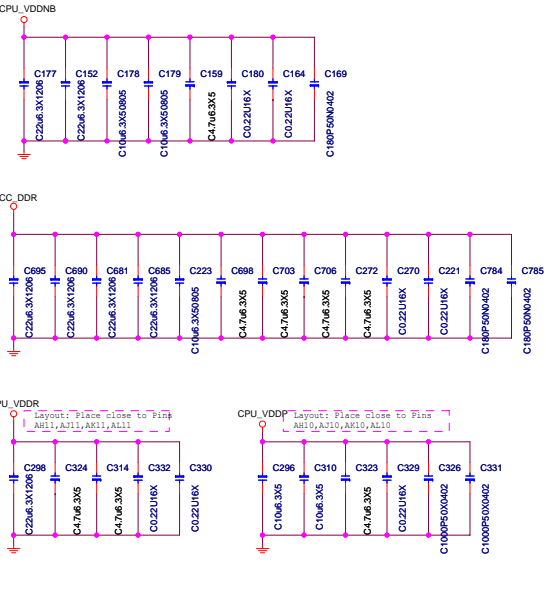 CPU_VDDNB
C177 C152 C178 C179 C159 C180 C164 C169
C22u6.3X1206 C22u6.3X1206 C10u6.3X50805 C10u6.3X50805 C4.7u6.3X5 C0.22U16X C0.22U16X C180P50N0402
CC_DDR
C695 C690 C681 C685 C223 C698 C703 C706 C272 C270 C221 C784 C785
C22u6.3X1206 C22u6.3X1206 C22u6.3X1206 C22u6.3X1206 C10u6.3X50805 C4.7u6.3X5 C4.7u6.3X5 C4.7u6.3X5 C4.7u6.3X5 C0.22U16X C0.22U16X C180P50N0402 C180P50N0402
PU_VDDR
Layout: Place close to Pins
AH11,AJ11,AK11,AL11
C298 C324 C314 C332 C330
C22u6.3X1206 C4.7u6.3X5 C4.7u6.3X5 C0.22U16X C0.22U16X
CPU_VDDP
Layout: Place close to Pins
AH10,AJ10,AK10,AL10
C296 C310 C323 C329 C326 C331
C10u6.3X5 C10u6.3X5 C4.7u6.3X5 C0.22U16X C1000P50X0402 C1000P50X0402